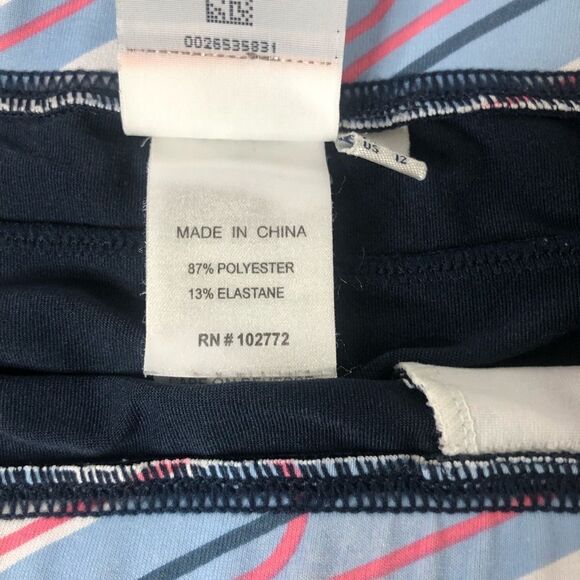 0026535831
US 12
MADE IN CHINA
87% POLYESTER
13% ELASTANE
RN # 102772